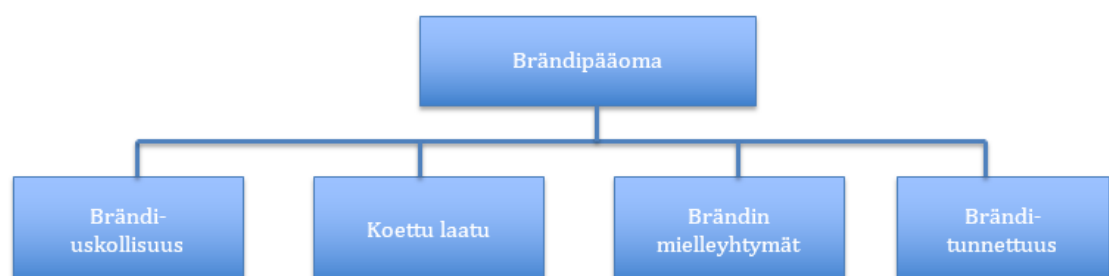 Brändipääoma
Brändi-
uskollisuus
Koettu laatu
Brändin
mielleyhtymät
Brändi-
tunnettuus